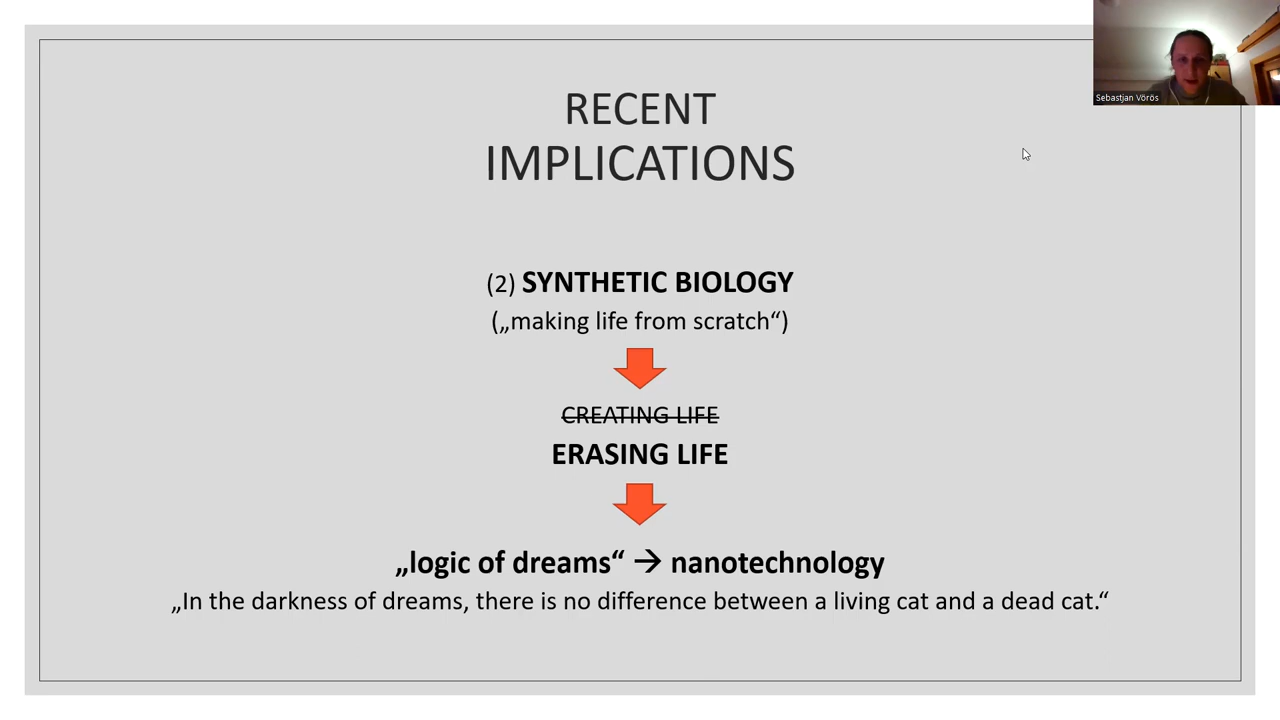 Sebastjan Vörös
RECENT
IMPLICATIONS
(2) SYNTHETIC BIOLOGY
(„making life from scratch“)
CREATING LIFE
ERASING LIFE
„logic of dreams“ → nanotechnology
„In the darkness of dreams, there is no difference between a living cat and a dead cat.“